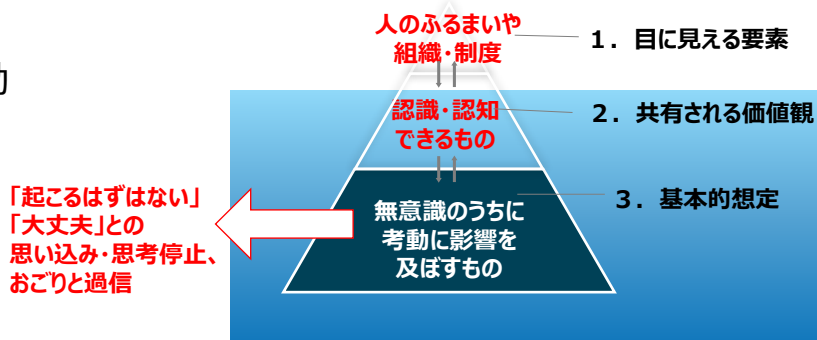 人のふるまいや
組織・制度
1．目に見える要素
認識・認知
できるもの
2．共有される価値観
無意識のうちに
考動に影響を
及ぼすもの
3．基本的想定
「起こるはずはない」
「大丈夫」との
思い込み・思考停止、
おごりと過信